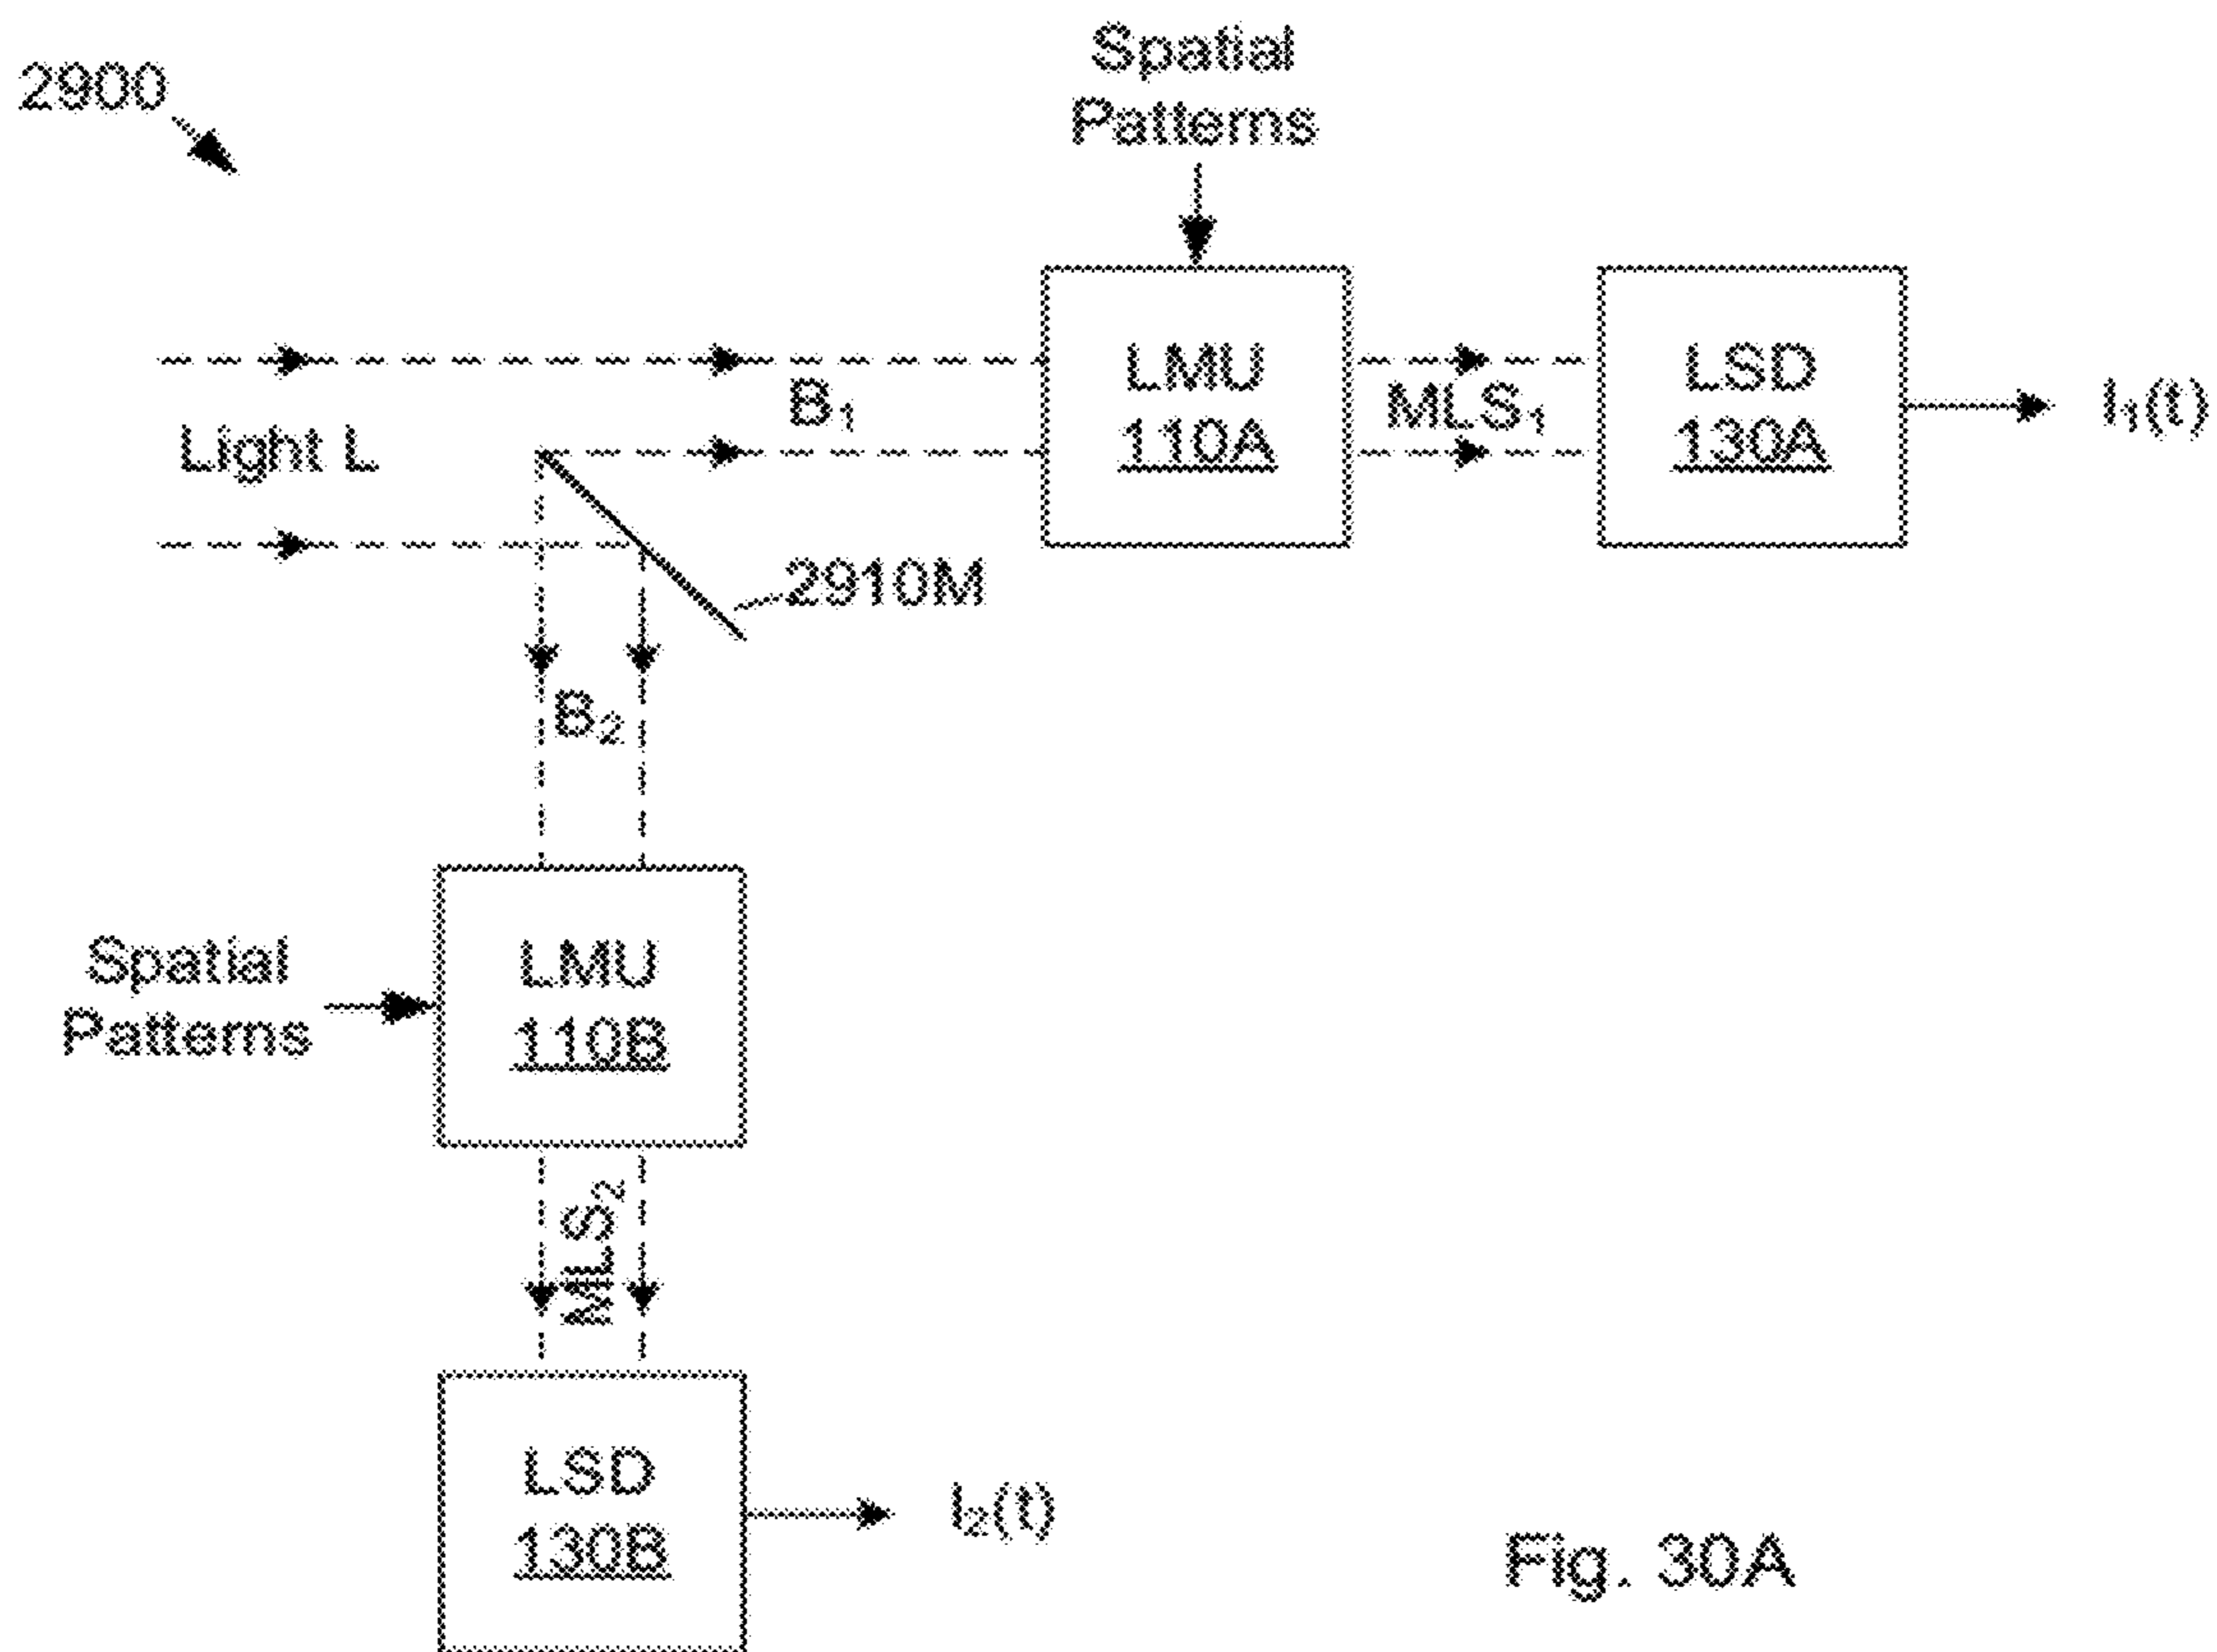 2900
Spatial
Patterns
Light L
B₁
LMU
110A
MLS₁
LSD
130A
I₁(t)
2910M
B₂
Spatial
Patterns
LMU
110B
MLS₂
LSD
130B
I₂(t)
Fig. 30A